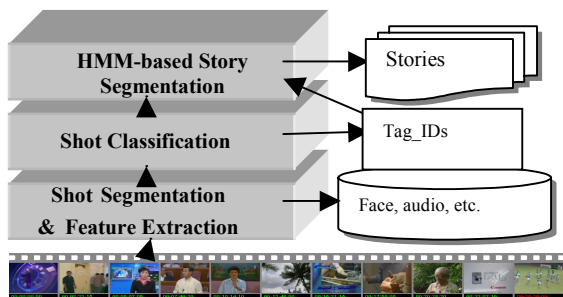 HMM-based Story
Segmentation
Stories
Shot Classification
Tag_IDs
Shot Segmentation
& Feature Extraction
Face, audio, etc.